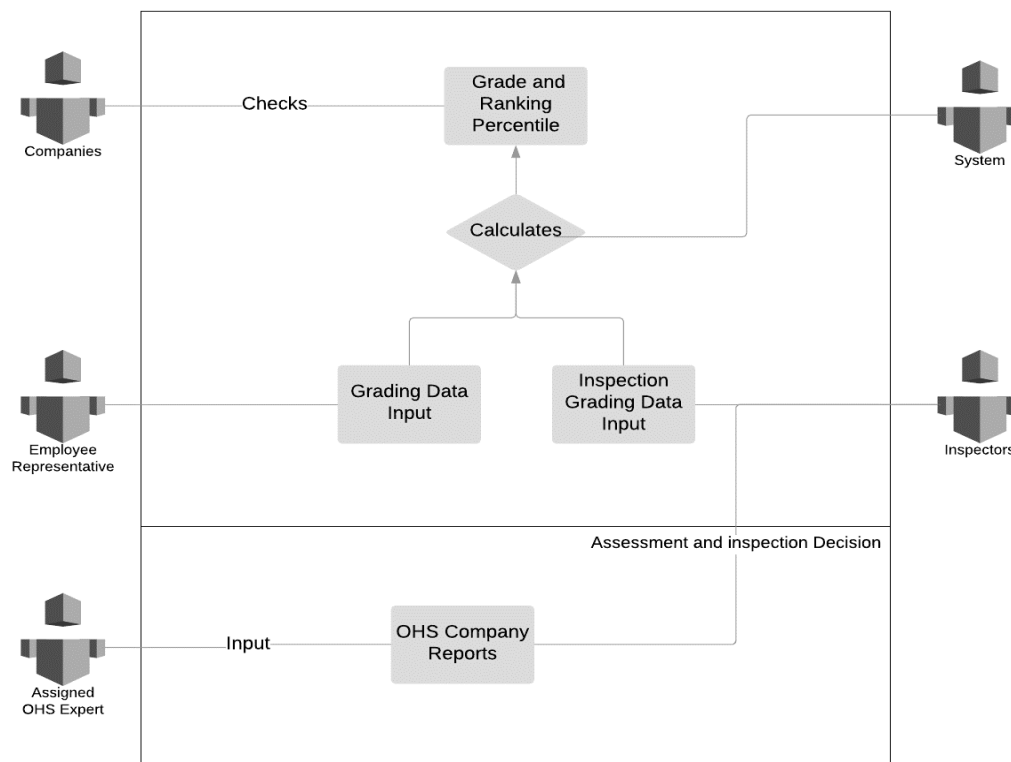 Checks
Grade and
Ranking
Percentile
Companies
System
Calculates
Grading Data
Input
Inspection
Grading Data
Input
Employee
Representative
Inspectors
Assessment and inspection Decision
Input
OHS Company
Reports
Assigned
OHS Expert